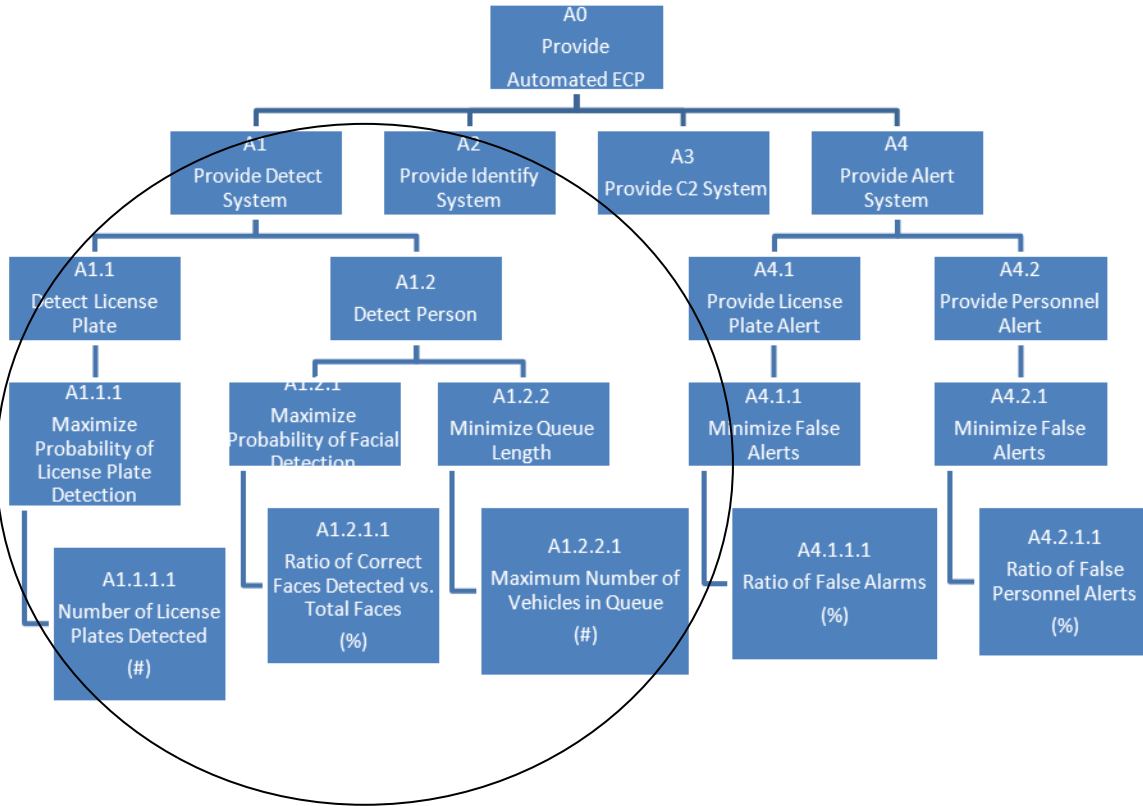 A0
Provide
Automated ECP
A1
Provide Detect
System
A2
Provide Identify
System
A3
Provide C2 System
A4
Provide Alert
System
A1.1
Detect License
Plate
A1.2
Detect Person
A4.1
Provide License
Plate Alert
A4.2
Provide Personnel
Alert
A1.1.1
Maximize
Probability of
License Plate
Detection
A1.2.1
Maximize
Probability of Facial
Detection
A1.2.2
Minimize Queue
Length
A4.1.1
Minimize False
Alerts
A4.2.1
Minimize False
Alerts
A1.1.1.1
Number of License
Plates Detected
(#)
A1.2.1.1
Ratio of Correct
Faces Detected vs.
Total Faces
(%)
A1.2.2.1
Maximum Number of
Vehicles in Queue
(#)
A4.1.1.1
Ratio of False Alarms
(%)
A4.2.1.1
Ratio of False
Personnel Alerts
(%)